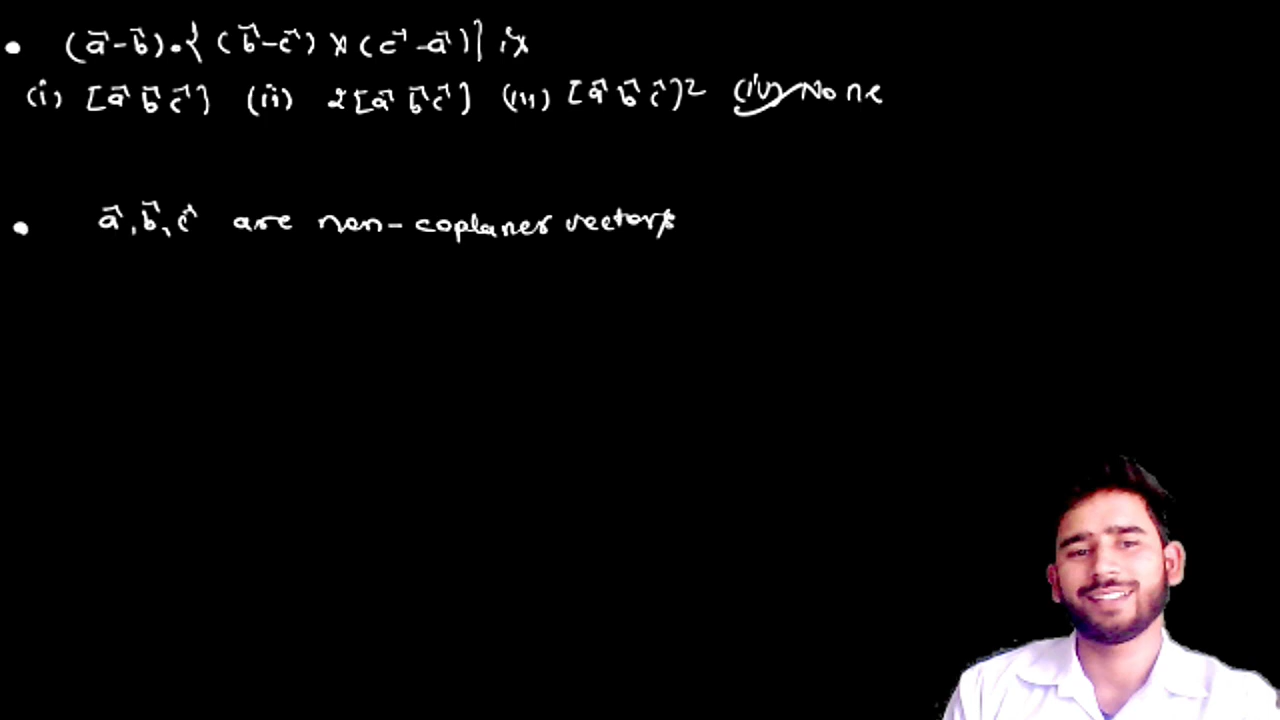 • (a⃗-b⃗).{(b⃗-c⃗)×(c⃗-a⃗)} is
(i) [a⃗ b⃗ c⃗] (ii) 2[a⃗ b⃗ c⃗] (iii) [a⃗ b⃗ c⃗]² (iv) None
• a⃗, b⃗, c⃗ are non-coplaner vectors